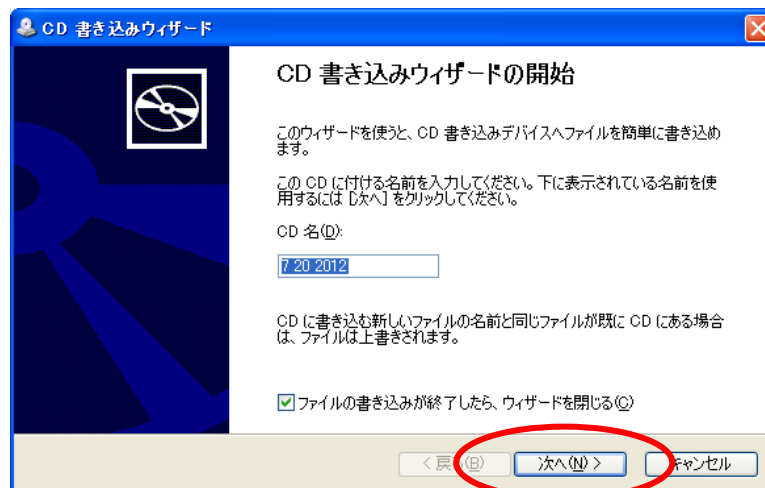 CD 書き込みウィザード
CD 書き込みウィザードの開始
このウィザードを使うと、CD 書き込みデバイスへファイルを簡単に書き込め
ます。
この CD に付ける名前を入力してください。下に表示されている名前を使
用するには [次へ] をクリックしてください。
CD 名(D):
7 20 2012
CD に書き込む新しいファイルの名前と同じファイルが既に CD にある場合
は、ファイルは上書きされます。
ファイルの書き込みが終了したら、ウィザードを閉じる(C)
< 戻る(B) 次へ(N) > キャンセル